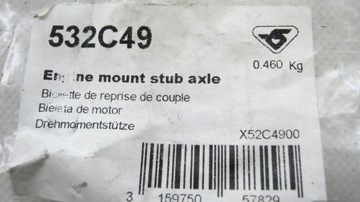 532C49
0.460 Kg
Engine mount stub axle
Biellette de reprise de couple
Bieleta de motor
Drehmomentstütze
X52C4900
3 159750 57829